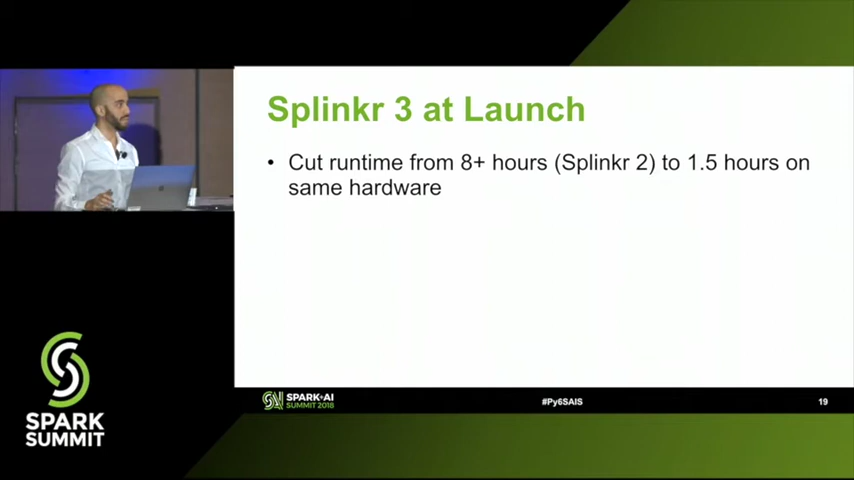 Splinkr 3 at Launch
• Cut runtime from 8+ hours (Splinkr 2) to 1.5 hours on
same hardware
SPARK+AI
SUMMIT 2018
#Py6SAIS
19
SPARK
SUMMIT